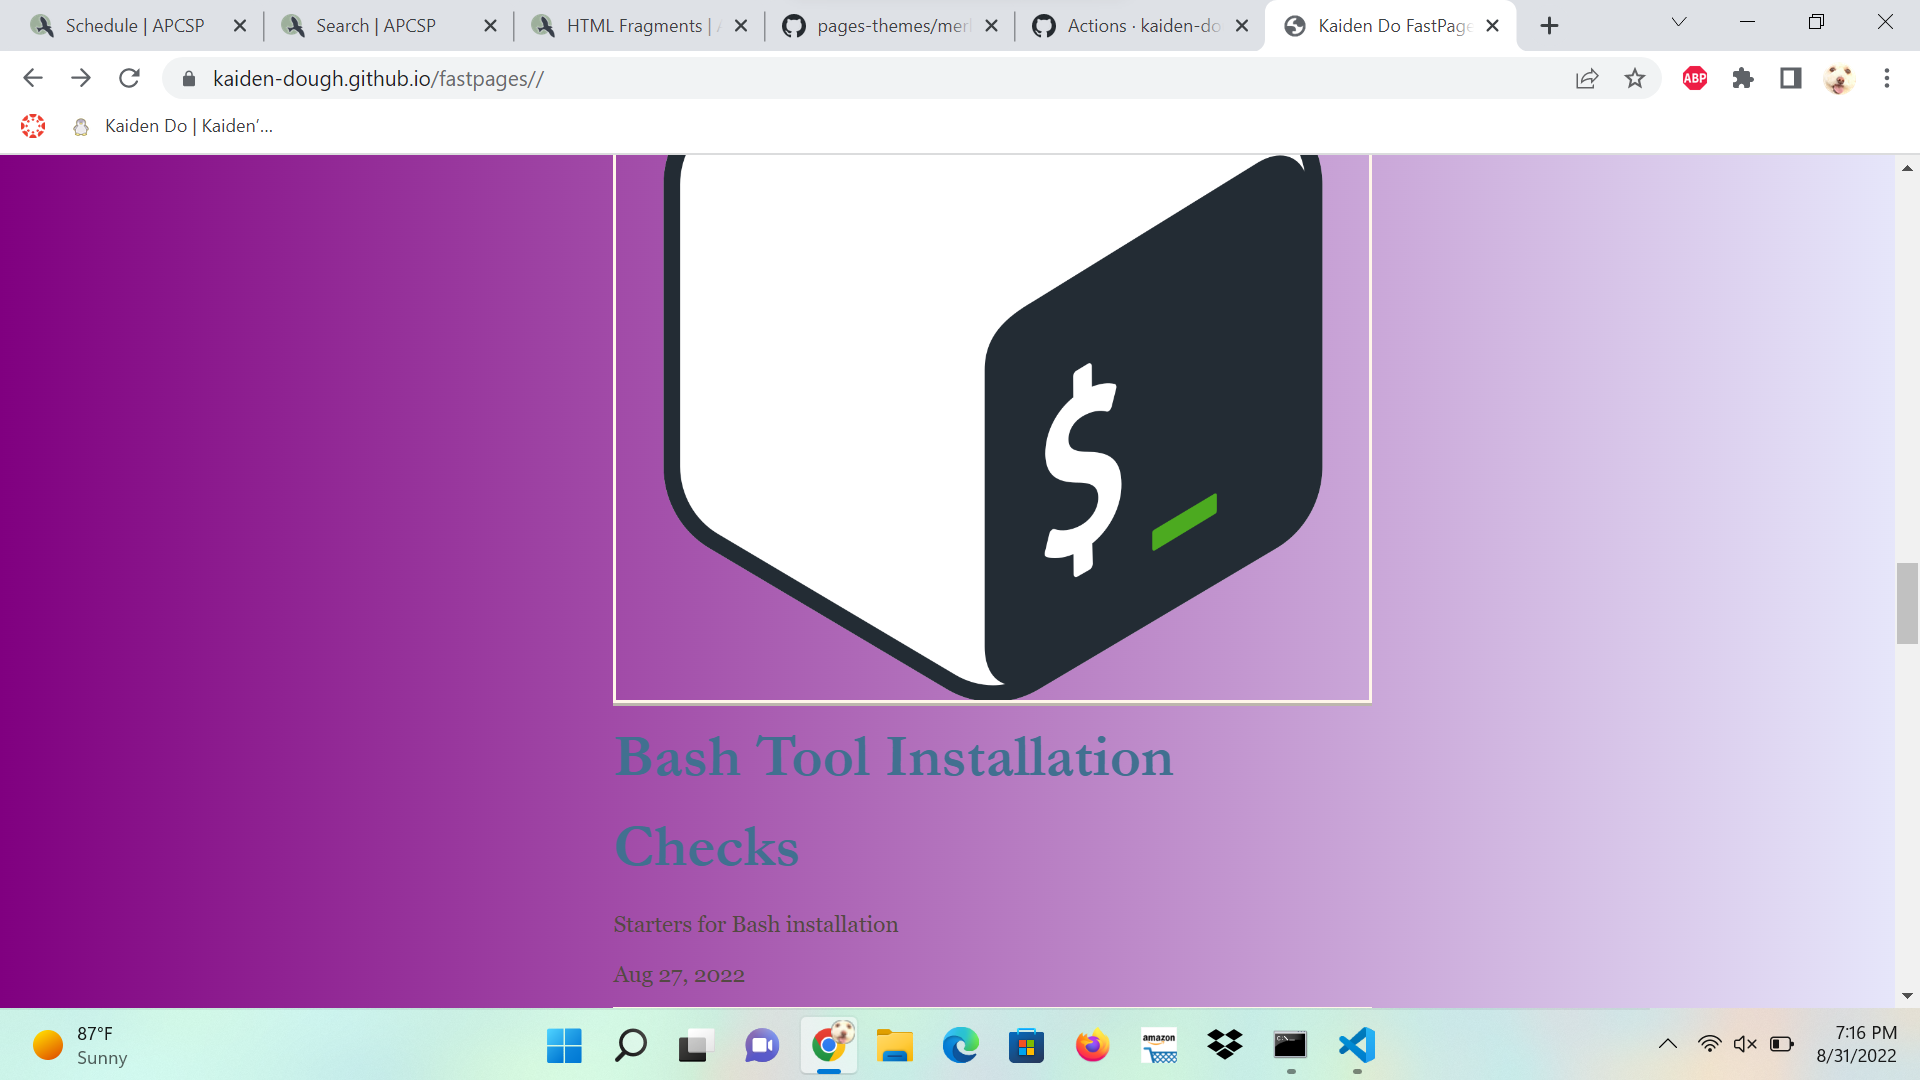 Schedule | APCSP
Search | APCSP
HTML Fragments |
pages-themes/mer
Actions · kaiden-do
Kaiden Do FastPage
kaiden-dough.github.io/fastpages//
ABP
Kaiden Do | Kaiden’...
$
Bash Tool Installation
Checks
Starters for Bash installation
Aug 27, 2022
87°F
Sunny
amazon
7:16 PM
8/31/2022